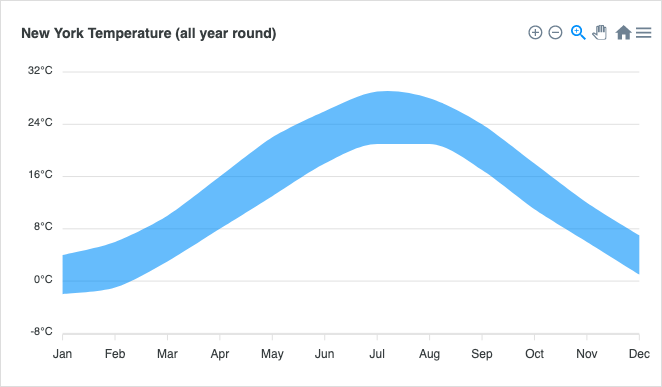 New York Temperature (all year round)
32°C
24°C
16°C
8°C
0°C
-8°C
Jan Feb Mar Apr May Jun Jul Aug Sep Oct Nov Dec